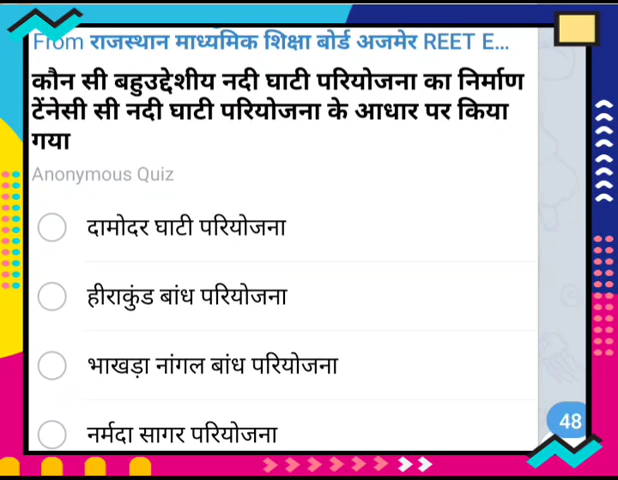 From राजस्थान माध्यमिक शिक्षा बोर्ड अजमेर REET E...
कौन सी बहुउद्देशीय नदी घाटी परियोजना का निर्माण
टेंनेसी सी नदी घाटी परियोजना के आधार पर किया
गया
Anonymous Quiz
दामोदर घाटी परियोजना
हीराकुंड बांध परियोजना
भाखड़ा नांगल बांध परियोजना
48
नर्मदा सागर परियोजना